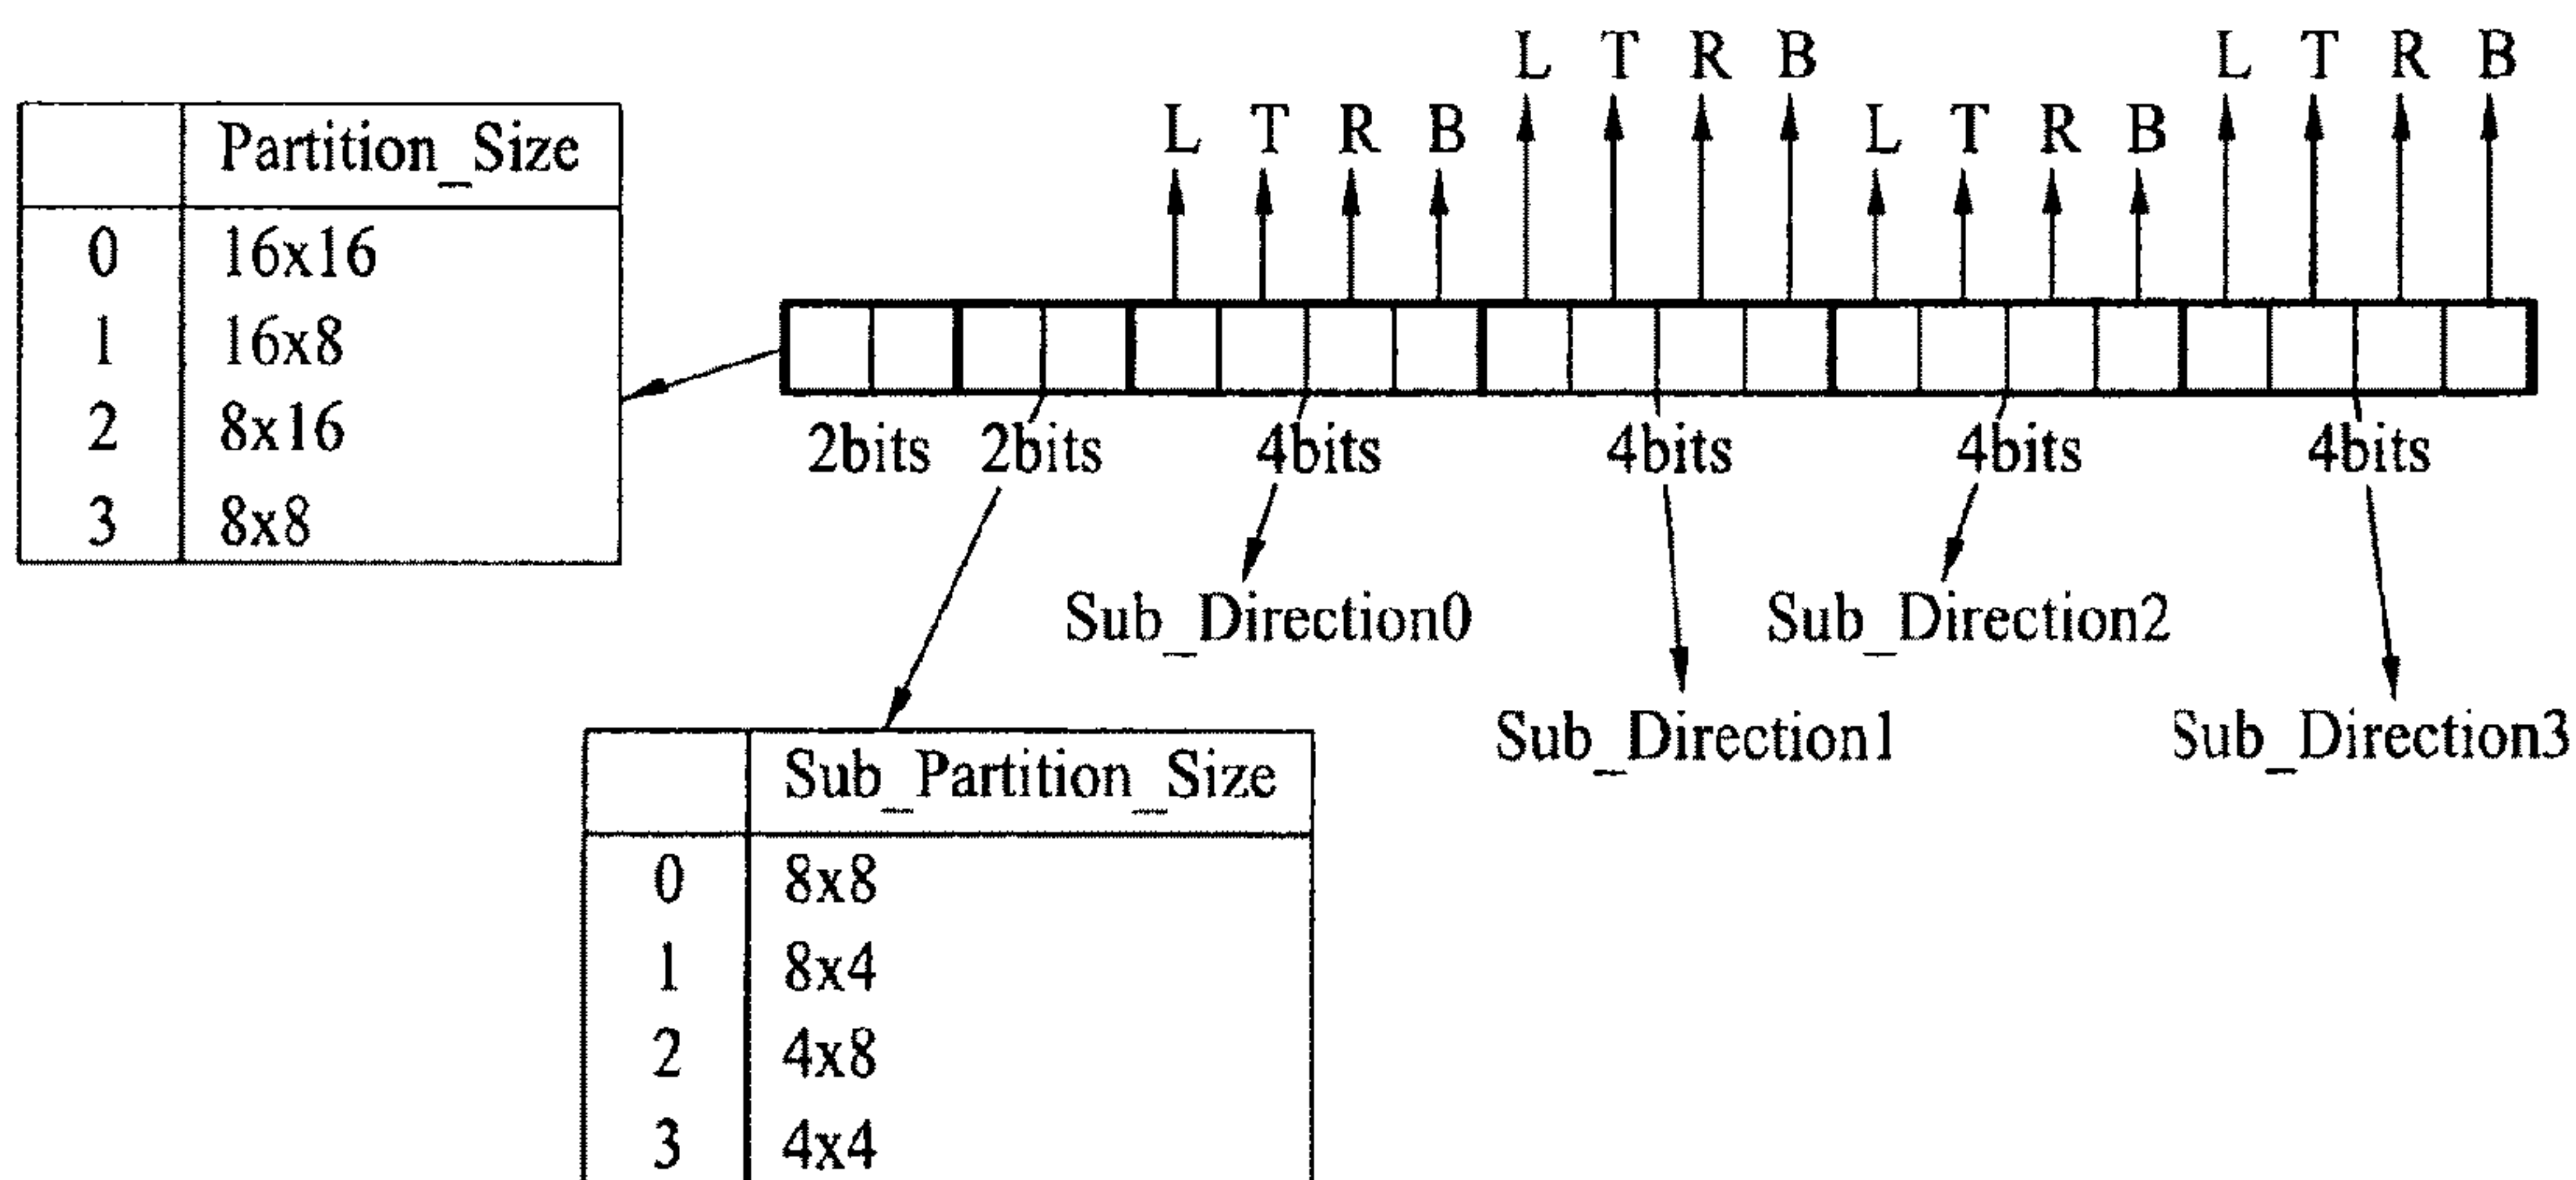 L T R B L T R B
L T R B L T R B
Partition_Size
0 16x16
1 16x8
2 8x16
3 8x8
2bits 2bits 4bits 4bits 4bits 4bits
Sub_Direction0 Sub_Direction2
Sub_Direction1 Sub_Direction3
Sub_Partition_Size
0 8x8
1 8x4
2 4x8
3 4x4